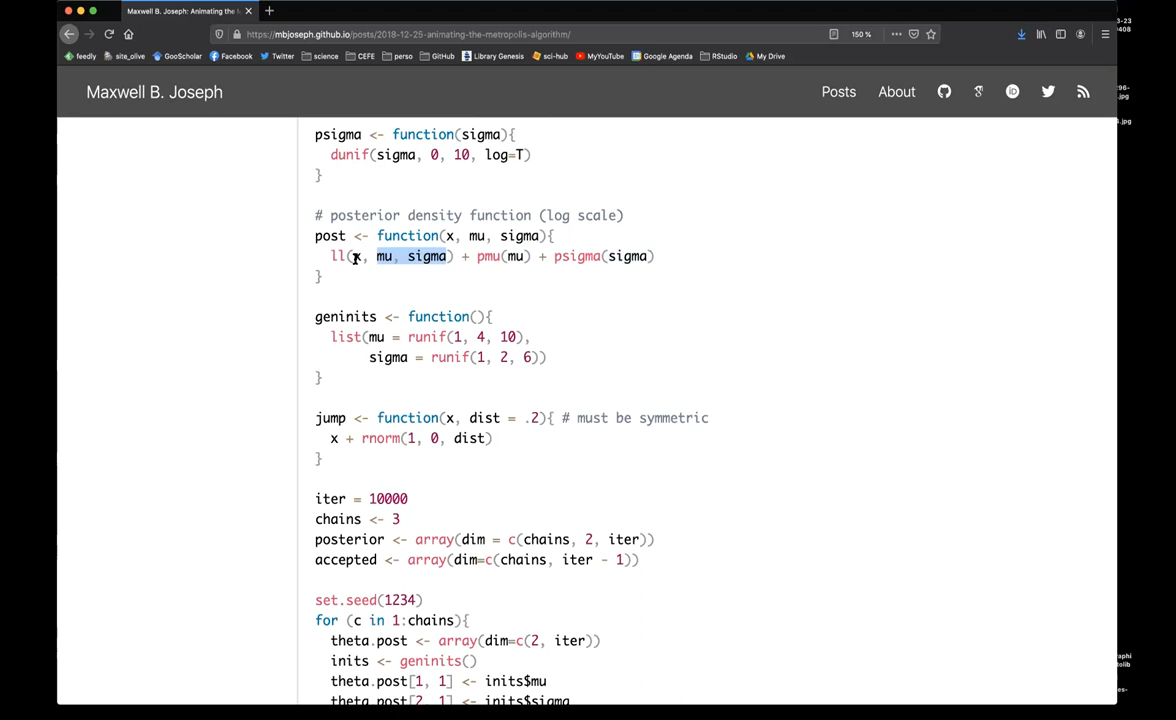 Maxwell B. Joseph: Animating the
https://mbjoseph.github.io/posts/2018-12-25-animating-the-metropolis-algorithm/
150%
feedly
site_olive
GooScholar
Facebook
Twitter
science
CEFE
perso
GitHub
Library Genesis
sci-hub
MyYouTube
Google Agenda
RStudio
My Drive
Maxwell B. Joseph
Posts
About
psigma <- function(sigma){
dunif(sigma, 0, 10, log=T)
}
# posterior density function (log scale)
post <- function(x, mu, sigma){
ll(x, mu, sigma) + pmu(mu) + psigma(sigma)
}
geninits <- function(){
list(mu = runif(1, 4, 10),
sigma = runif(1, 2, 6))
}
jump <- function(x, dist = .2){ # must be symmetric
x + rnorm(1, 0, dist)
}
iter = 10000
chains <- 3
posterior <- array(dim = c(chains, 2, iter))
accepted <- array(dim=c(chains, iter - 1))
set.seed(1234)
for (c in 1:chains){
theta.post <- array(dim=c(2, iter))
inits <- geninits()
theta.post[1, 1] <- inits$mu
theta.post[2, 1] <- inits$sigma